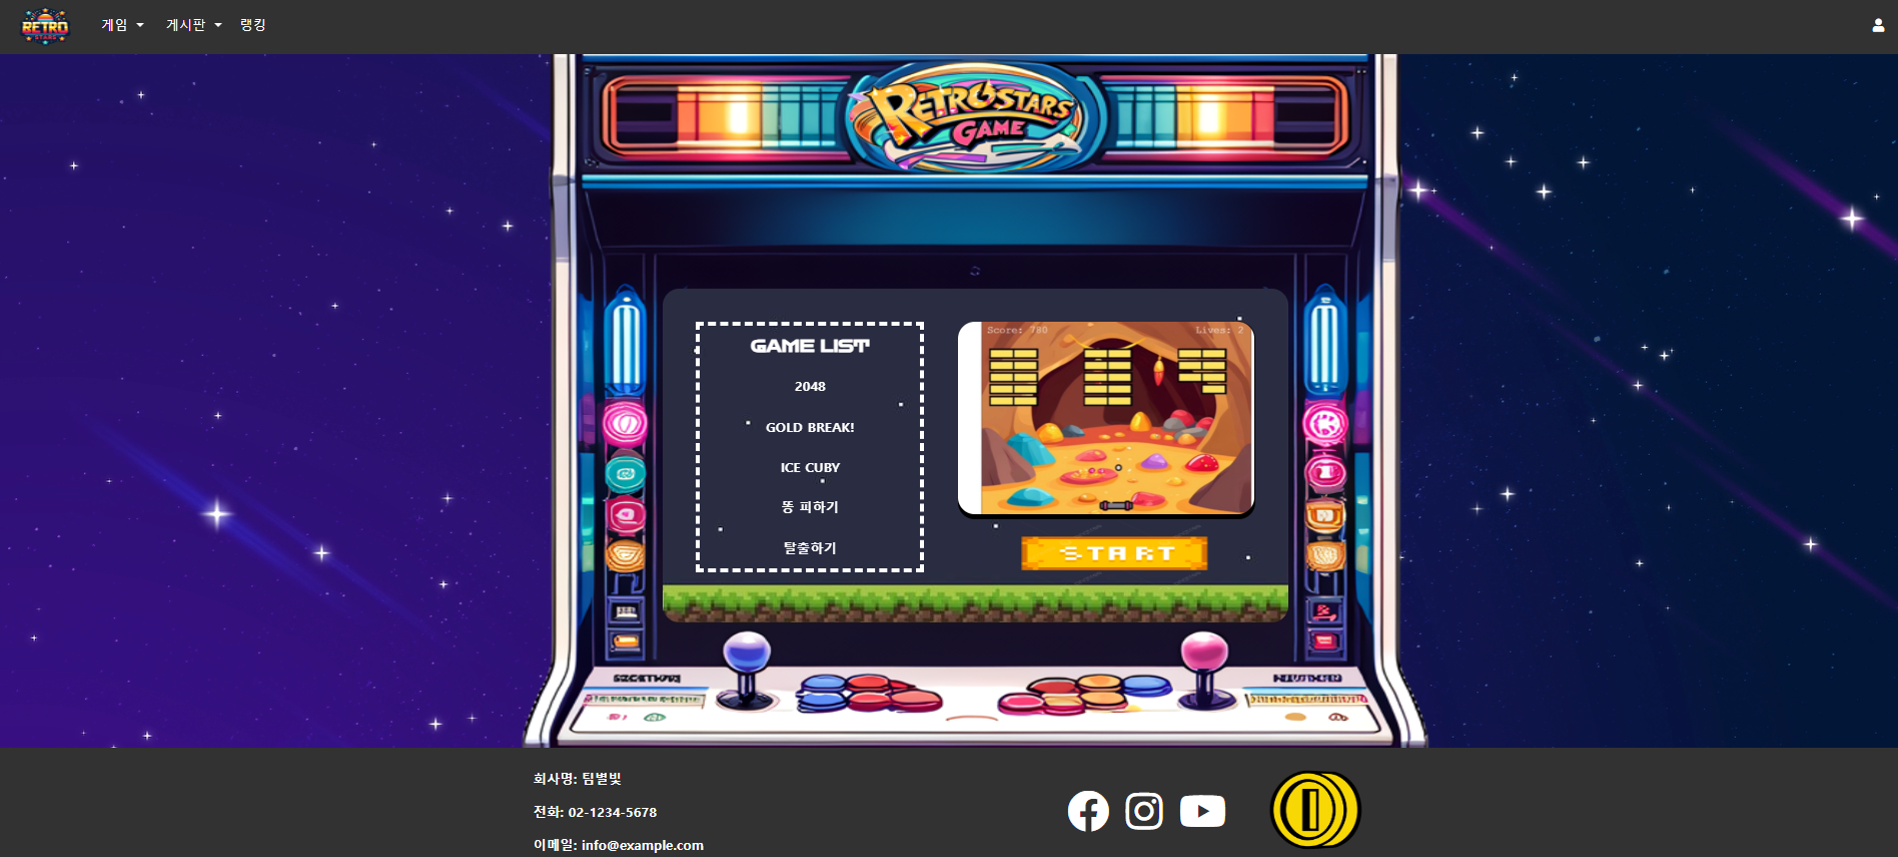 RETRO
STARS
게임
게시판
랭킹
RETROSTARS
GAME
GAME LIST
2048
GOLD BREAK!
ICE CUBY
똥 피하기
탈출하기
Score: 780
Lives: 2
START
회사명: 팀별빛
전화: 02-1234-5678
이메일: info@example.com